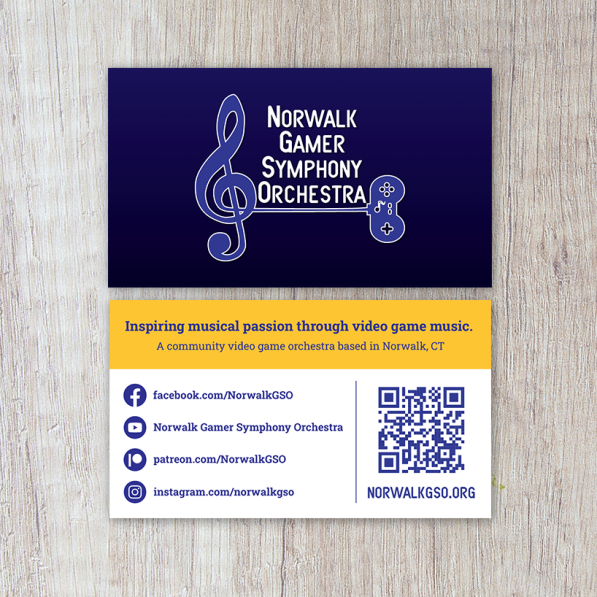 NORWALK
GAMER
SYMPHONY
ORCHESTRA
Inspiring musical passion through video game music.
A community video game orchestra based in Norwalk, CT
facebook.com/NorwalkGSO
Norwalk Gamer Symphony Orchestra
patreon.com/NorwalkGSO
instagram.com/norwalkgso
NORWALKGSO.ORG